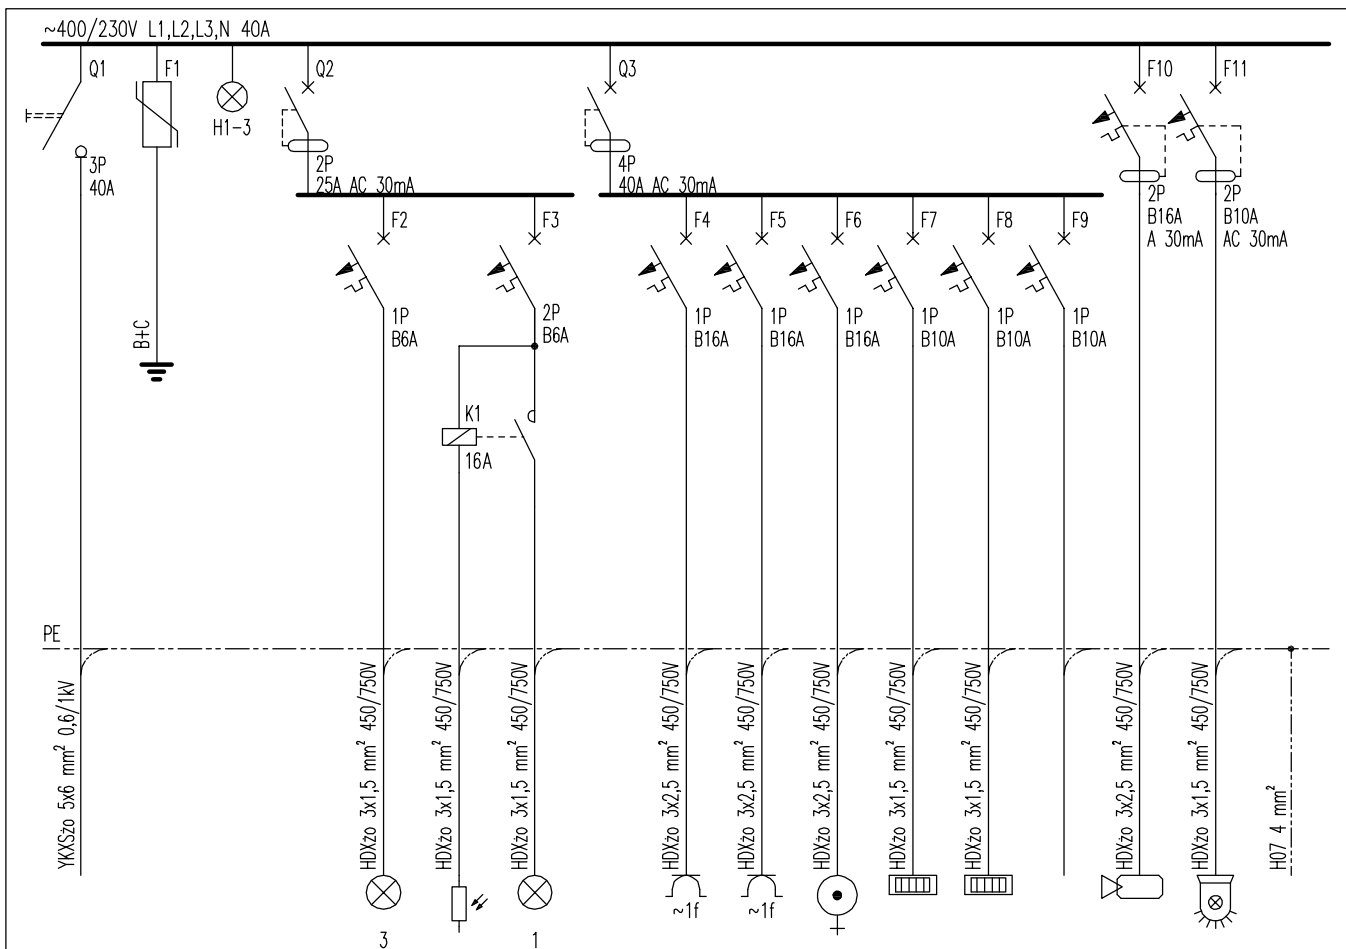 ~400/230V L1,L2,L3,N 40A
Q1
F1
Q2
Q3
F10
F11
H1-3
3P
40A
2P
25A AC 30mA
4P
40A AC 30mA
2P
B16A
A 30mA
2P
B10A
AC 30mA
F2
F3
F4
F5
F6
F7
F8
F9
1P
B6A
2P
B6A
1P
B16A
1P
B16A
1P
B16A
1P
B10A
1P
B10A
1P
B10A
B+C
K1
16A
PE
YKXSżo 5x6 mm² 0,6/1kV
HDXżo 3x1,5 mm² 450/750V
HDXżo 3x1,5 mm² 450/750V
HDXżo 3x1,5 mm² 450/750V
HDXżo 3x2,5 mm² 450/750V
HDXżo 3x2,5 mm² 450/750V
HDXżo 3x2,5 mm² 450/750V
HDXżo 3x1,5 mm² 450/750V
HDXżo 3x1,5 mm² 450/750V
HDXżo 3x2,5 mm² 450/750V
HDXżo 3x1,5 mm² 450/750V
H07 4 mm²
~1f
~1f
3
1